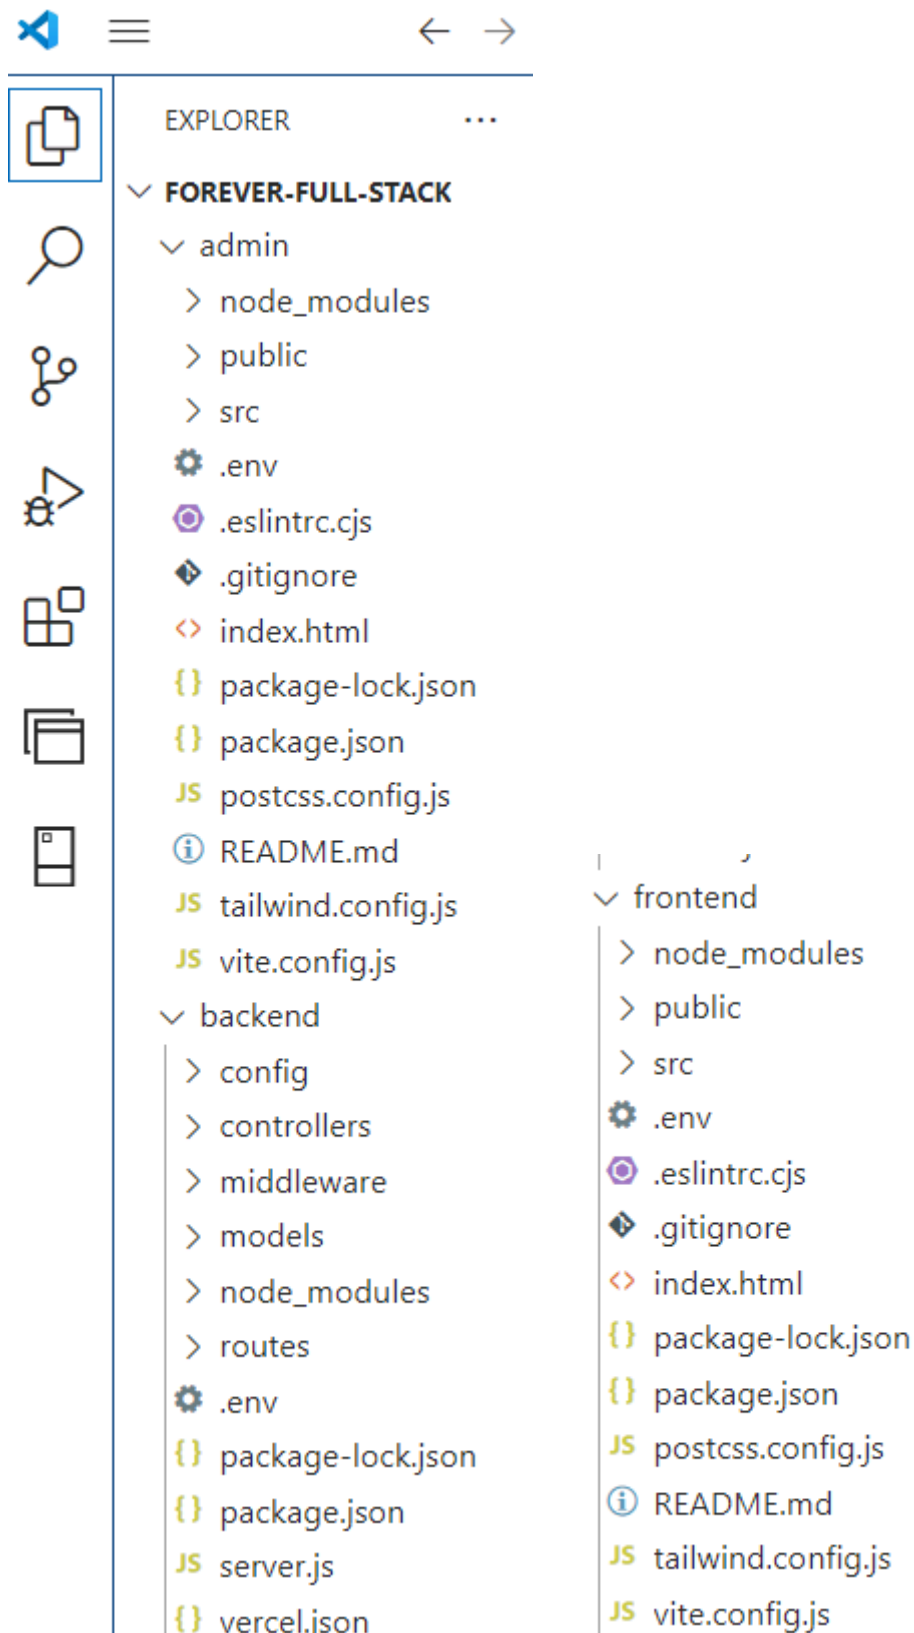 EXPLORER
FOREVER-FULL-STACK
admin
node_modules
public
src
.env
.eslintrc.cjs
.gitignore
index.html
package-lock.json
package.json
postcss.config.js
README.md
tailwind.config.js
vite.config.js
backend
config
controllers
middleware
models
node_modules
routes
.env
package-lock.json
package.json
server.js
vercel.json
frontend
node_modules
public
src
.env
.eslintrc.cjs
.gitignore
index.html
package-lock.json
package.json
postcss.config.js
README.md
tailwind.config.js
vite.config.js